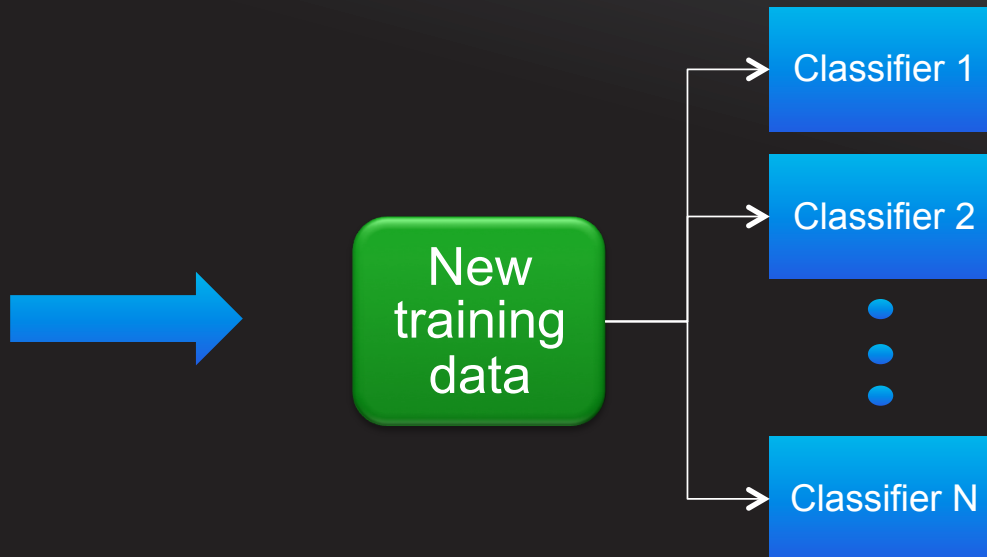 Classifier 1
Classifier 2
New
training
data
Classifier N